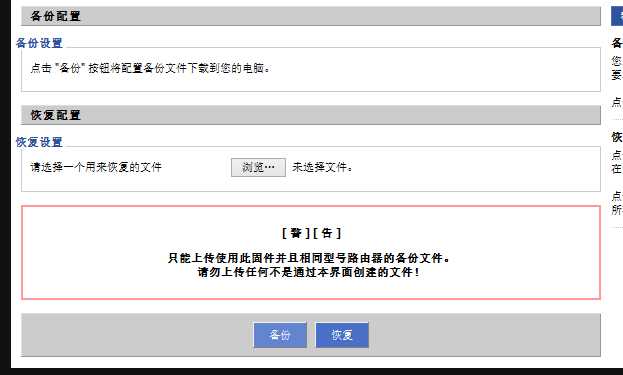 备份配置
备份设置
点击 "备份" 按钮将配置备份文件下载到您的电脑。
恢复配置
恢复设置
请选择一个用来恢复的文件
浏览… 未选择文件。
[ 警 ] [ 告 ]
只能上传使用此固件并且相同型号路由器的备份文件。
请勿上传任何不是通过本界面创建的文件！
备份 恢复
备
您
要
点
恢
点
在
点
所